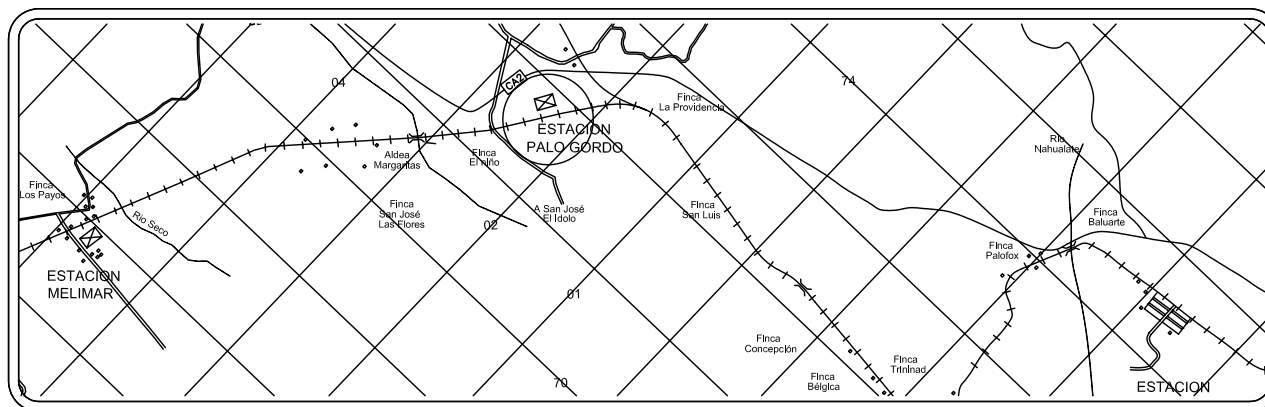 04
CA2
74
Finca
La Providencia
ESTACION
PALO GORDO
Aldea
Margaritas
Finca
El niño
Río
Nahualate
Finca
Los Payos
Río Seco
Finca
San José
Las Flores
02
A San José
El Idolo
Finca
San Luis
Finca
Baluarte
Finca
Palofox
ESTACION
MELIMAR
01
Finca
Concepción
Finca
Trininad
Finca
Bélgica
70
ESTACION